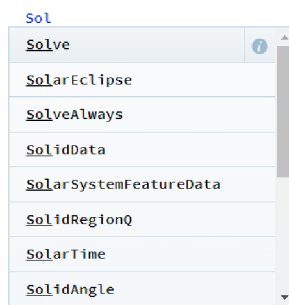 Sol
Solve
SolarEclipse
SolveAlways
SolidData
SolarSystemFeatureData
SolidRegionQ
SolarTime
SolidAngle